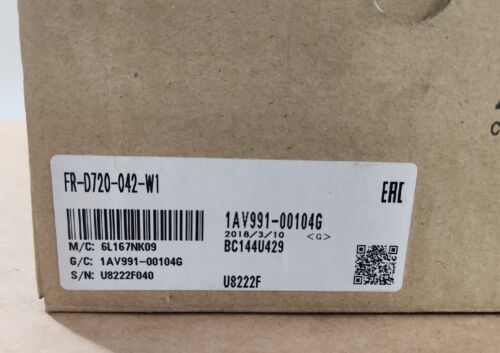 FR-D720-042-W1
EAC
1AV991-00104G
2018/3/10 <G>
M/C: 6L167NK09
BC144U429
G/C: 1AV991-00104G
S/N: U8222F040
U8222F